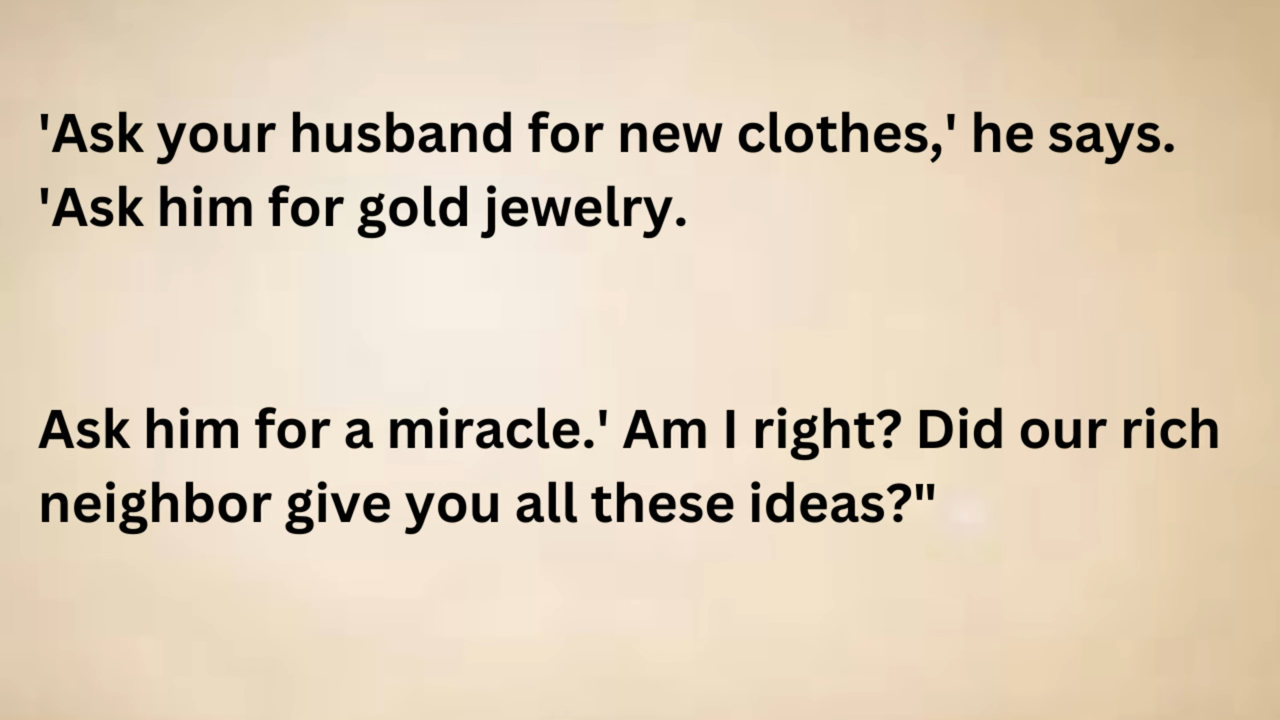 'Ask your husband for new clothes,' he says.
'Ask him for gold jewelry.
Ask him for a miracle.' Am I right? Did our rich
neighbor give you all these ideas?"